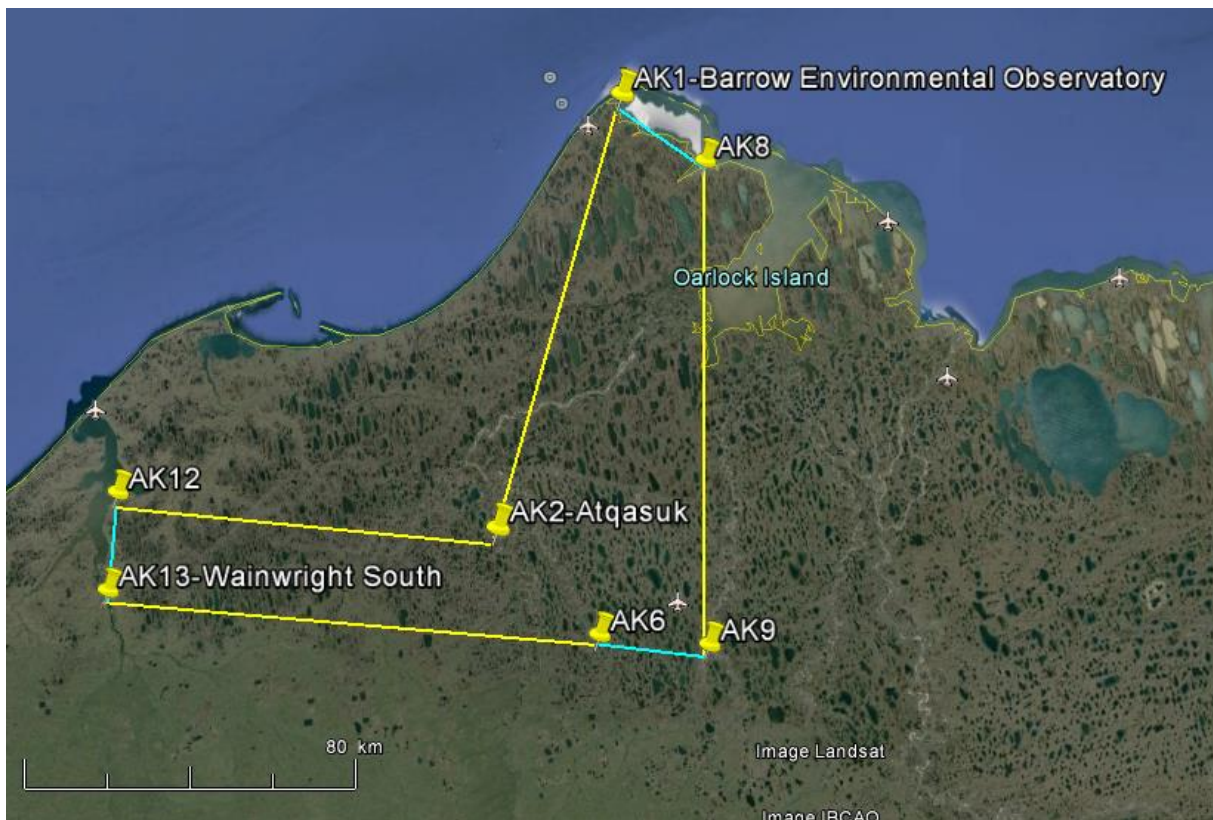 AK1-Barrow Environmental Observatory
AK8
Oarlock Island
AK12
AK2-Atqasuk
AK13-Wainwright South
AK6
AK9
80 km
Image Landsat
Image IBCAO